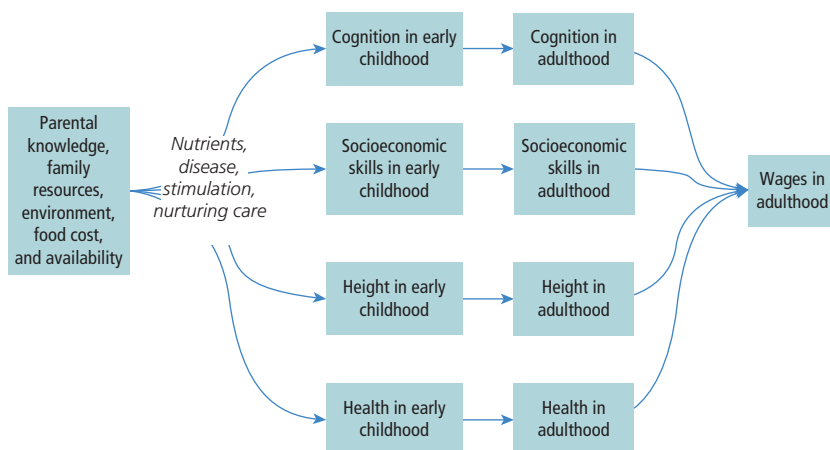 Parental
knowledge,
family
resources,
environment,
food cost,
and availability
Nutrients,
disease,
stimulation,
nurturing care
Cognition in early
childhood
Cognition in
adulthood
Socioeconomic
skills in early
childhood
Socioeconomic
skills in
adulthood
Height in early
childhood
Height in
adulthood
Health in early
childhood
Health in
adulthood
Wages in
adulthood